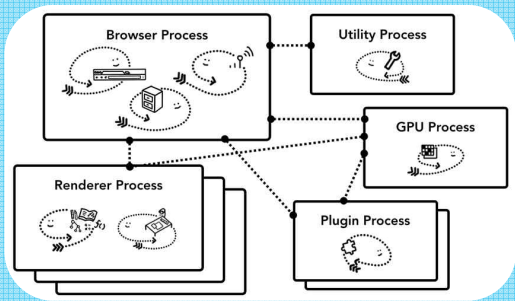 Browser Process
Utility Process
GPU Process
Renderer Process
Plugin Process